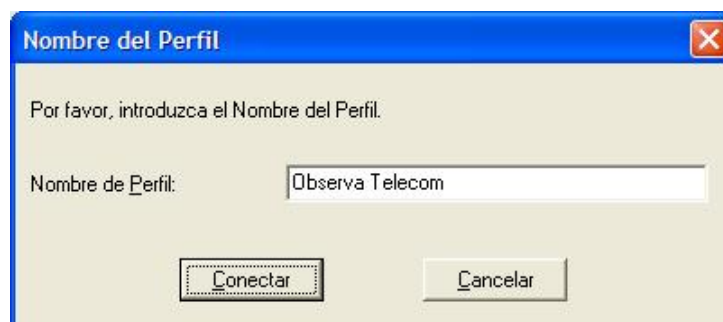 Nombre del Perfil
Por favor, introduzca el Nombre del Perfil.
Nombre de Perfil: Observa Telecom
Conectar Cancelar